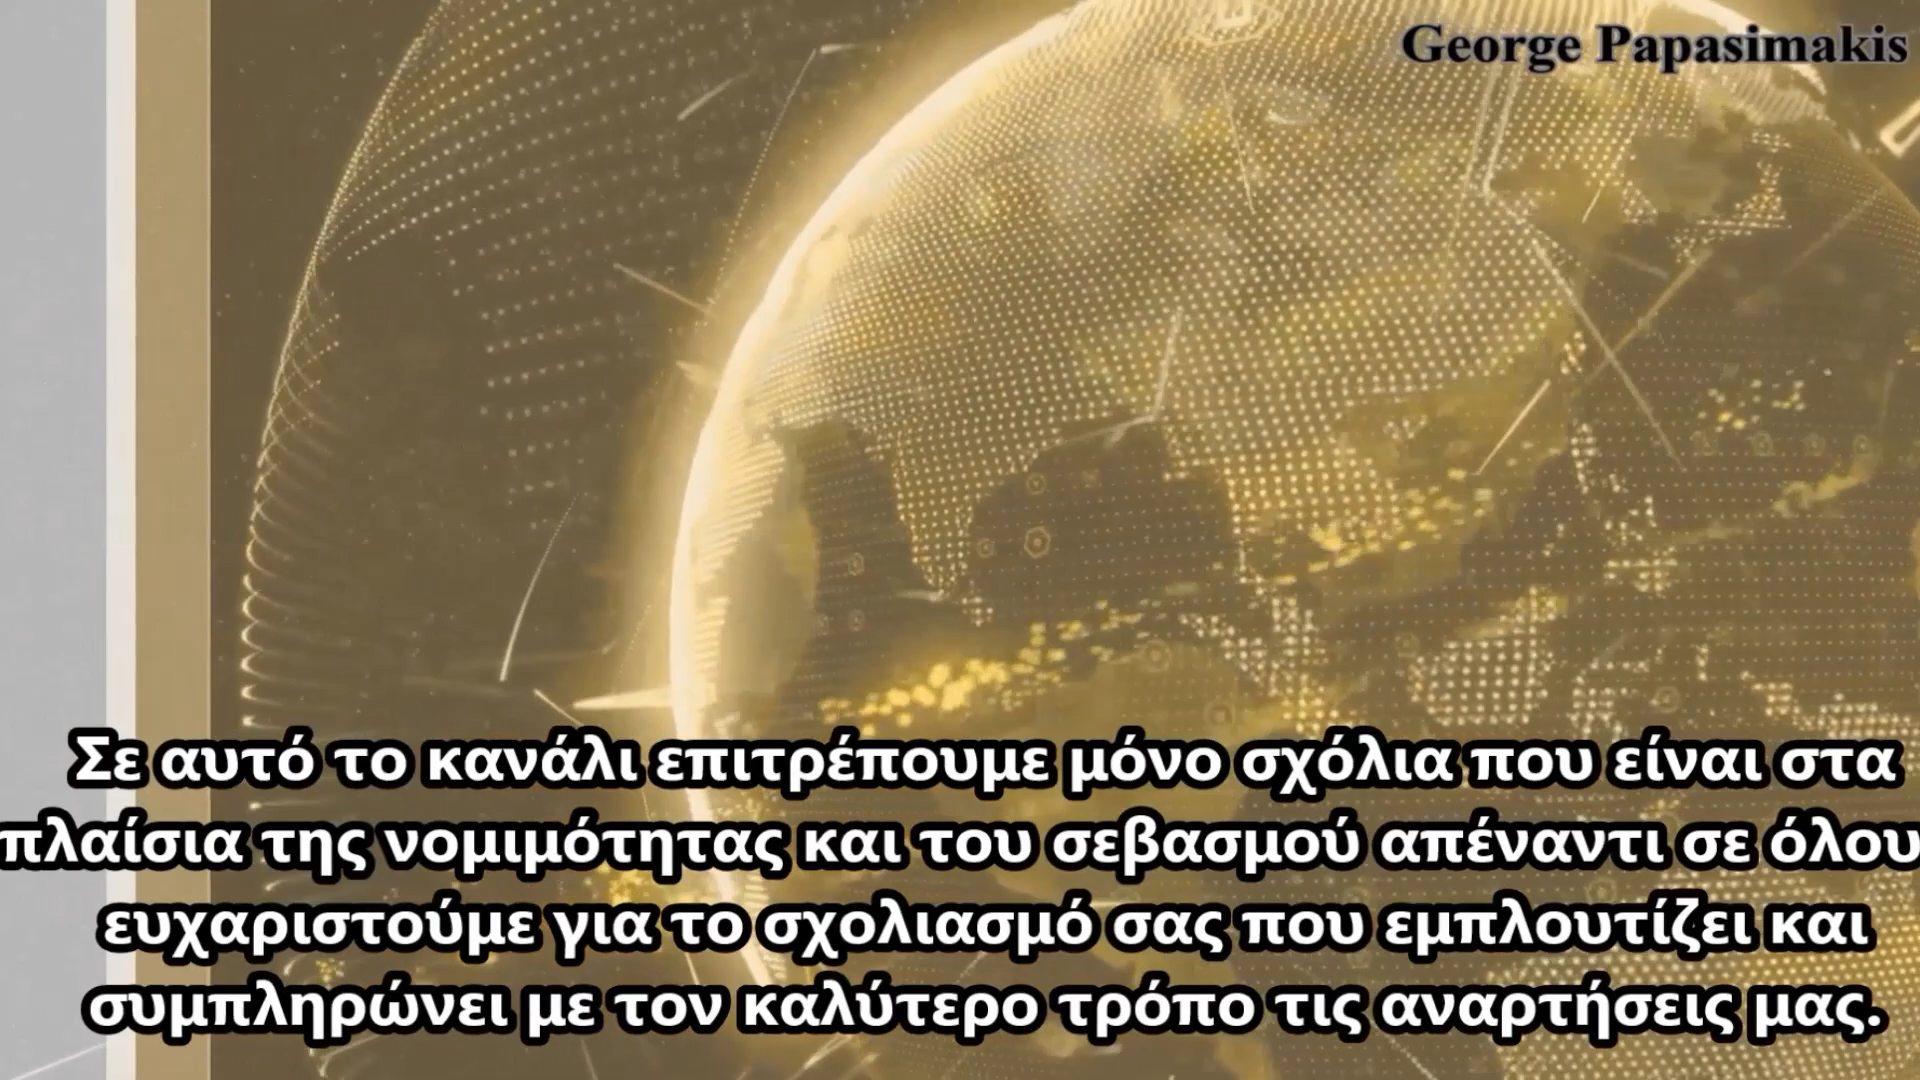 George Papasimakis
Σε αυτό το κανάλι επιτρέπουμε μόνο σχόλια που είναι στα
πλαίσια της νομιμότητας και του σεβασμού απέναντι σε όλου
ευχαριστούμε για το σχολιασμό σας που εμπλουτίζει και
συμπληρώνει με τον καλύτερο τρόπο τις αναρτήσεις μας.